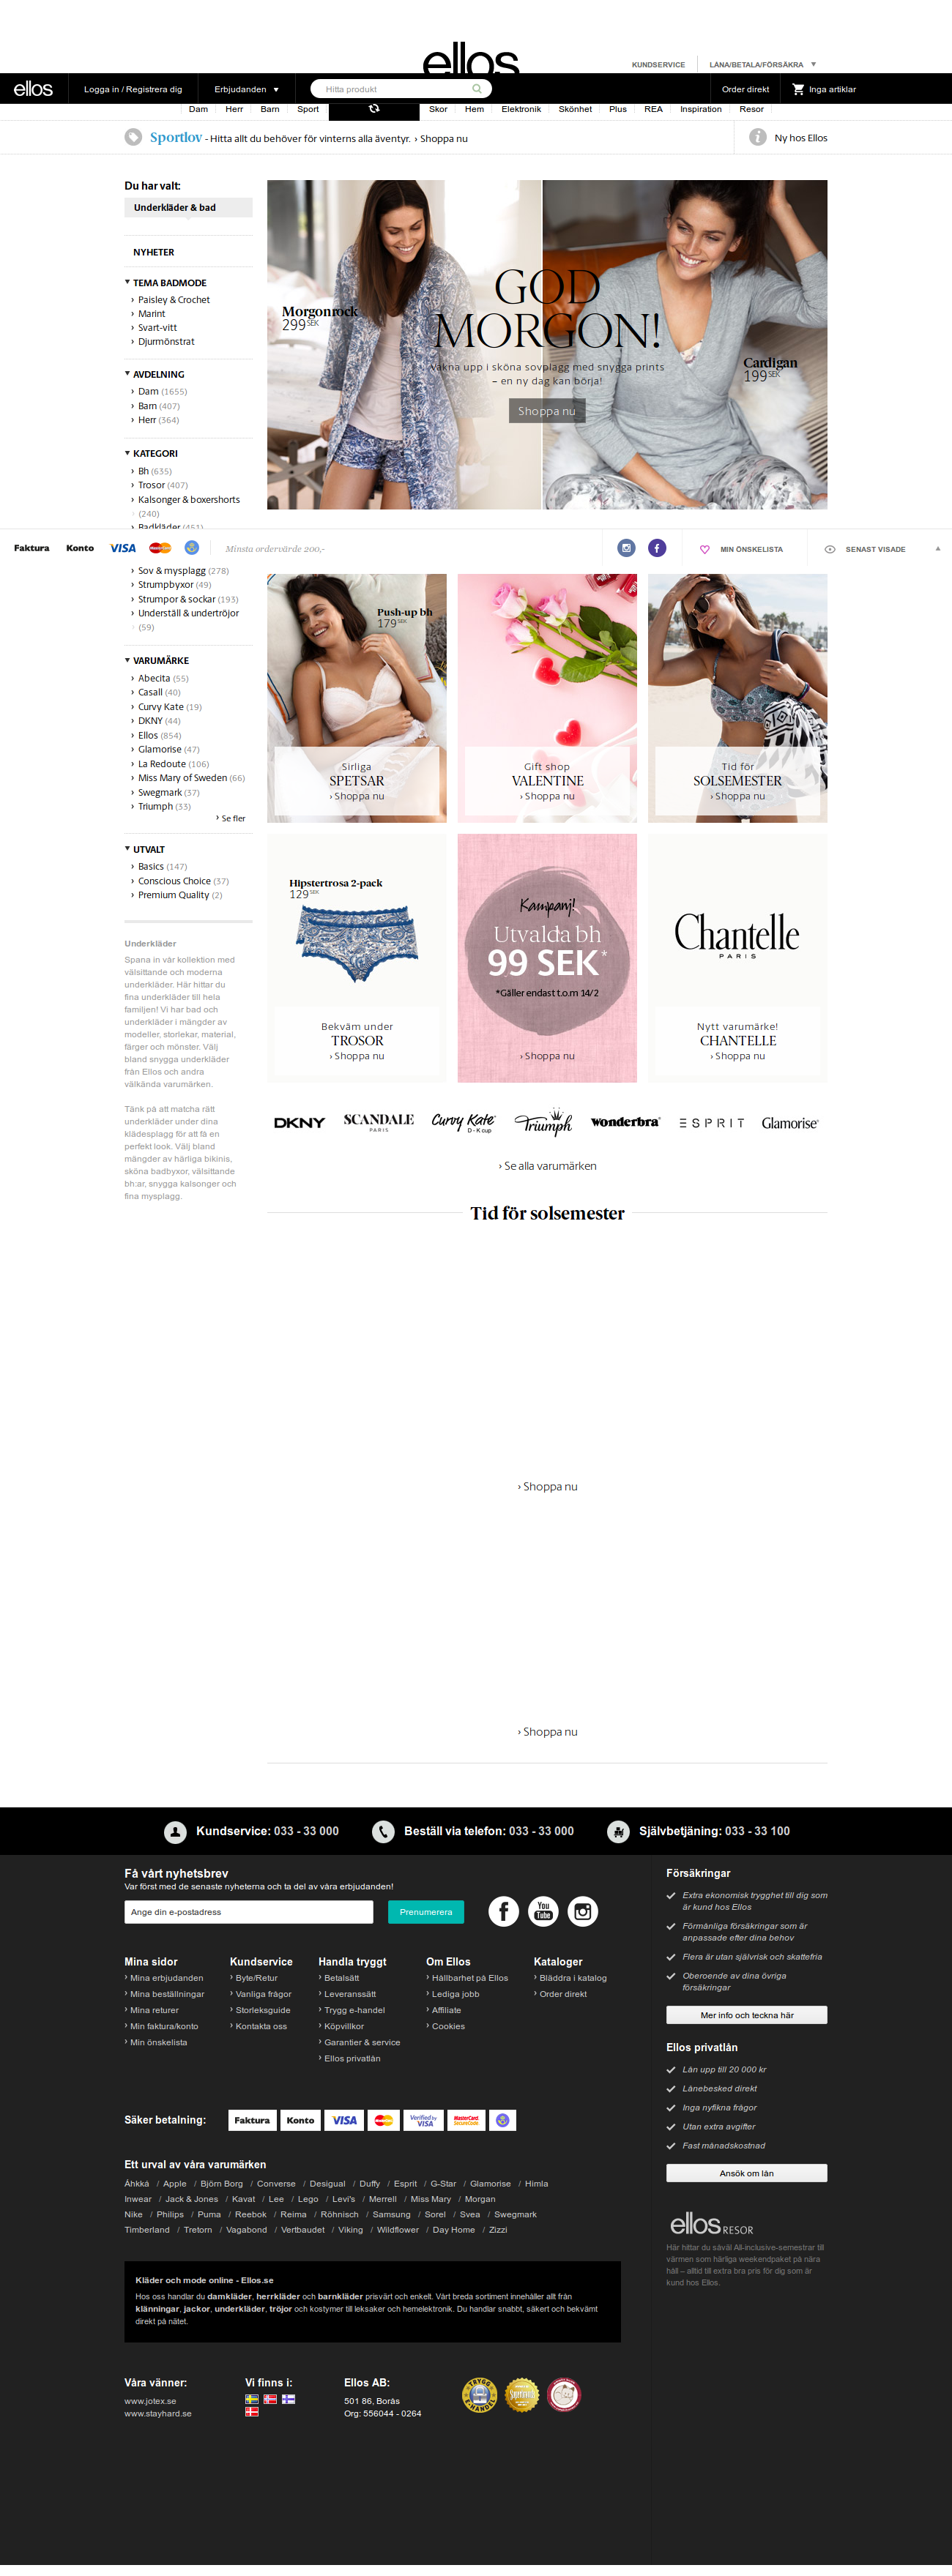 ellos
KUNDSERVICE
LÅNA/BETALA/FÖRSÄKRA
ellos
Logga in / Registrera dig
Erbjudanden
Hitta produkt
Order direkt
Inga artiklar
Dam
Herr
Barn
Sport
Skor
Hem
Elektronik
Skönhet
Plus
REA
Inspiration
Resor
Sportlov - Hitta allt du behöver för vinterns alla äventyr. › Shoppa nu
Ny hos Ellos
Du har valt:
Underkläder & bad
NYHETER
TEMA BADMODE
› Paisley & Crochet
› Marint
› Svart-vitt
› Djurmönstrat
AVDELNING
› Dam (1655)
› Barn (407)
› Herr (364)
KATEGORI
› Bh (635)
› Trosor (407)
› Kalsonger & boxershorts
(240)
› Badkläder (451)
Morgonrock
299 SEK
GOD
MORGON!
Vakna upp i sköna sovplagg med snygga prints
– en ny dag kan börja!
Shoppa nu
Cardigan
199 SEK
Faktura
Konto
VISA
Minsta ordervärde 200,-
MIN ÖNSKELISTA
SENAST VISADE
› Sov & mysplagg (278)
› Strumpbyxor (49)
› Strumpor & sockar (193)
› Underställ & undertröjor
(59)
VARUMÄRKE
› Abecita (55)
› Casall (40)
› Curvy Kate (19)
› DKNY (44)
› Ellos (854)
› Glamorise (47)
› La Redoute (106)
› Miss Mary of Sweden (66)
› Swegmark (37)
› Triumph (33)
› Se fler
UTVALT
› Basics (147)
› Conscious Choice (37)
› Premium Quality (2)
Underkläder
Spana in vår kollektion med
välsittande och moderna
underkläder. Här hittar du
fina underkläder till hela
familjen! Vi har bad och
underkläder i mängder av
modeller, storlekar, material,
färger och mönster. Välj
bland snygga underkläder
från Ellos och andra
välkända varumärken.
Tänk på att matcha rätt
underkläder under dina
klädesplagg för att få en
perfekt look. Välj bland
mängder av härliga bikinis,
sköna badbyxor, välsittande
bh:ar, snygga kalsonger och
fina mysplagg.
Push-up bh
179 SEK
Sirliga
SPETSAR
› Shoppa nu
Gift shop
VALENTINE
› Shoppa nu
Tid för
SOLSEMESTER
› Shoppa nu
Hipstertrosa 2-pack
129 SEK
Bekväm under
TROSOR
› Shoppa nu
Kampanj!
Utvalda bh
99 SEK*
*Gäller endast t.o.m 14/2
› Shoppa nu
Chantelle
PARIS
Nytt varumärke!
CHANTELLE
› Shoppa nu
DKNY
SCANDALE
PARIS
Curvy Kate
D-K cup
Triumph
wonderbra
ESPRIT
Glamorise
› Se alla varumärken
Tid för solsemester
› Shoppa nu
› Shoppa nu
Kundservice: 033 - 33 000
Beställ via telefon: 033 - 33 000
Självbetjäning: 033 - 33 100
Få vårt nyhetsbrev
Var först med de senaste nyheterna och ta del av våra erbjudanden!
Ange din e-postadress
Prenumerera
You
Tube
Mina sidor
› Mina erbjudanden
› Mina beställningar
› Mina returer
› Min faktura/konto
› Min önskelista
Kundservice
› Byte/Retur
› Vanliga frågor
› Storleksguide
› Kontakta oss
Handla tryggt
› Betalsätt
› Leveranssätt
› Trygg e-handel
› Köpvillkor
› Garantier & service
› Ellos privatlån
Om Ellos
› Hållbarhet på Ellos
› Lediga jobb
› Affiliate
› Cookies
Kataloger
› Bläddra i katalog
› Order direkt
Säker betalning:
Faktura
Konto
VISA
Verified by
VISA
MasterCard.
SecureCode.
Ett urval av våra varumärken
Áhkká / Apple / Björn Borg / Converse / Desigual / Duffy / Esprit / G-Star / Glamorise / Himla
Inwear / Jack & Jones / Kavat / Lee / Lego / Levi's / Merrell / Miss Mary / Morgan
Nike / Philips / Puma / Reebok / Reima / Röhnisch / Samsung / Sorel / Svea / Swegmark
Timberland / Tretorn / Vagabond / Vertbaudet / Viking / Wildflower / Day Home / Zizzi
Kläder och mode online - Ellos.se
Hos oss handlar du damkläder, herrkläder och barnkläder prisvärt och enkelt. Vårt breda sortiment innehåller allt från
klänningar, jackor, underkläder, tröjor och kostymer till leksaker och hemelektronik. Du handlar snabbt, säkert och bekvämt
direkt på nätet.
Våra vänner:
www.jotex.se
www.stayhard.se
Vi finns i:
Ellos AB:
501 86, Borås
Org: 556044 - 0264
Försäkringar
Extra ekonomisk trygghet till dig som
är kund hos Ellos
Förmånliga försäkringar som är
anpassade efter dina behov
Flera är utan självrisk och skattefria
Oberoende av dina övriga
försäkringar
Mer info och teckna här
Ellos privatlån
Lån upp till 20 000 kr
Lånebesked direkt
Inga nyfikna frågor
Utan extra avgifter
Fast månadskostnad
Ansök om lån
ellos RESOR
Här hittar du såväl All-inclusive-semestrar till
värmen som härliga weekendpaket på nära
håll – alltid till extra bra pris för dig som är
kund hos Ellos.